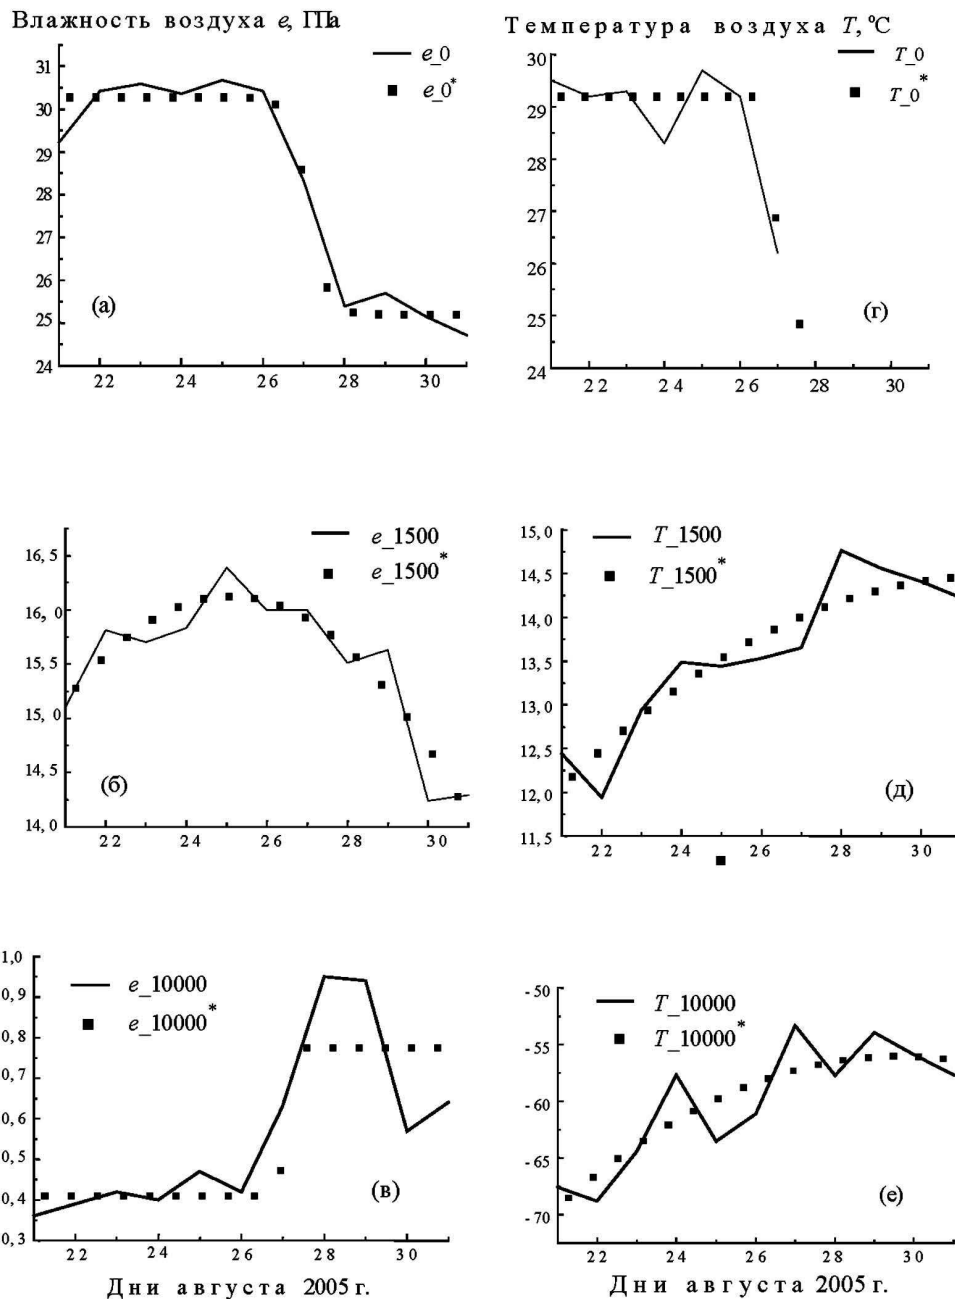 Влажность воздуха e, ГПа
e_0
e_0*
31
30
29
28
27
26
25
24
(а)
22 24 26 28 30
Температура воздуха T, ºC
T_0
T_0*
30
29
28
27
26
25
24
(г)
22 24 26 28 30
e_1500
e_1500*
16,5
16,0
15,5
15,0
14,5
14,0
(б)
22 24 26 28 30
T_1500
T_1500*
15,0
14,5
14,0
13,5
13,0
12,5
12,0
11,5
(д)
22 24 26 28 30
e_10000
e_10000*
1,0
0,9
0,8
0,7
0,6
0,5
0,4
0,3
(в)
22 24 26 28 30
Дни августа 2005 г.
T_10000
T_10000*
-50
-55
-60
-65
-70
(е)
22 24 26 28 30
Дни августа 2005 г.